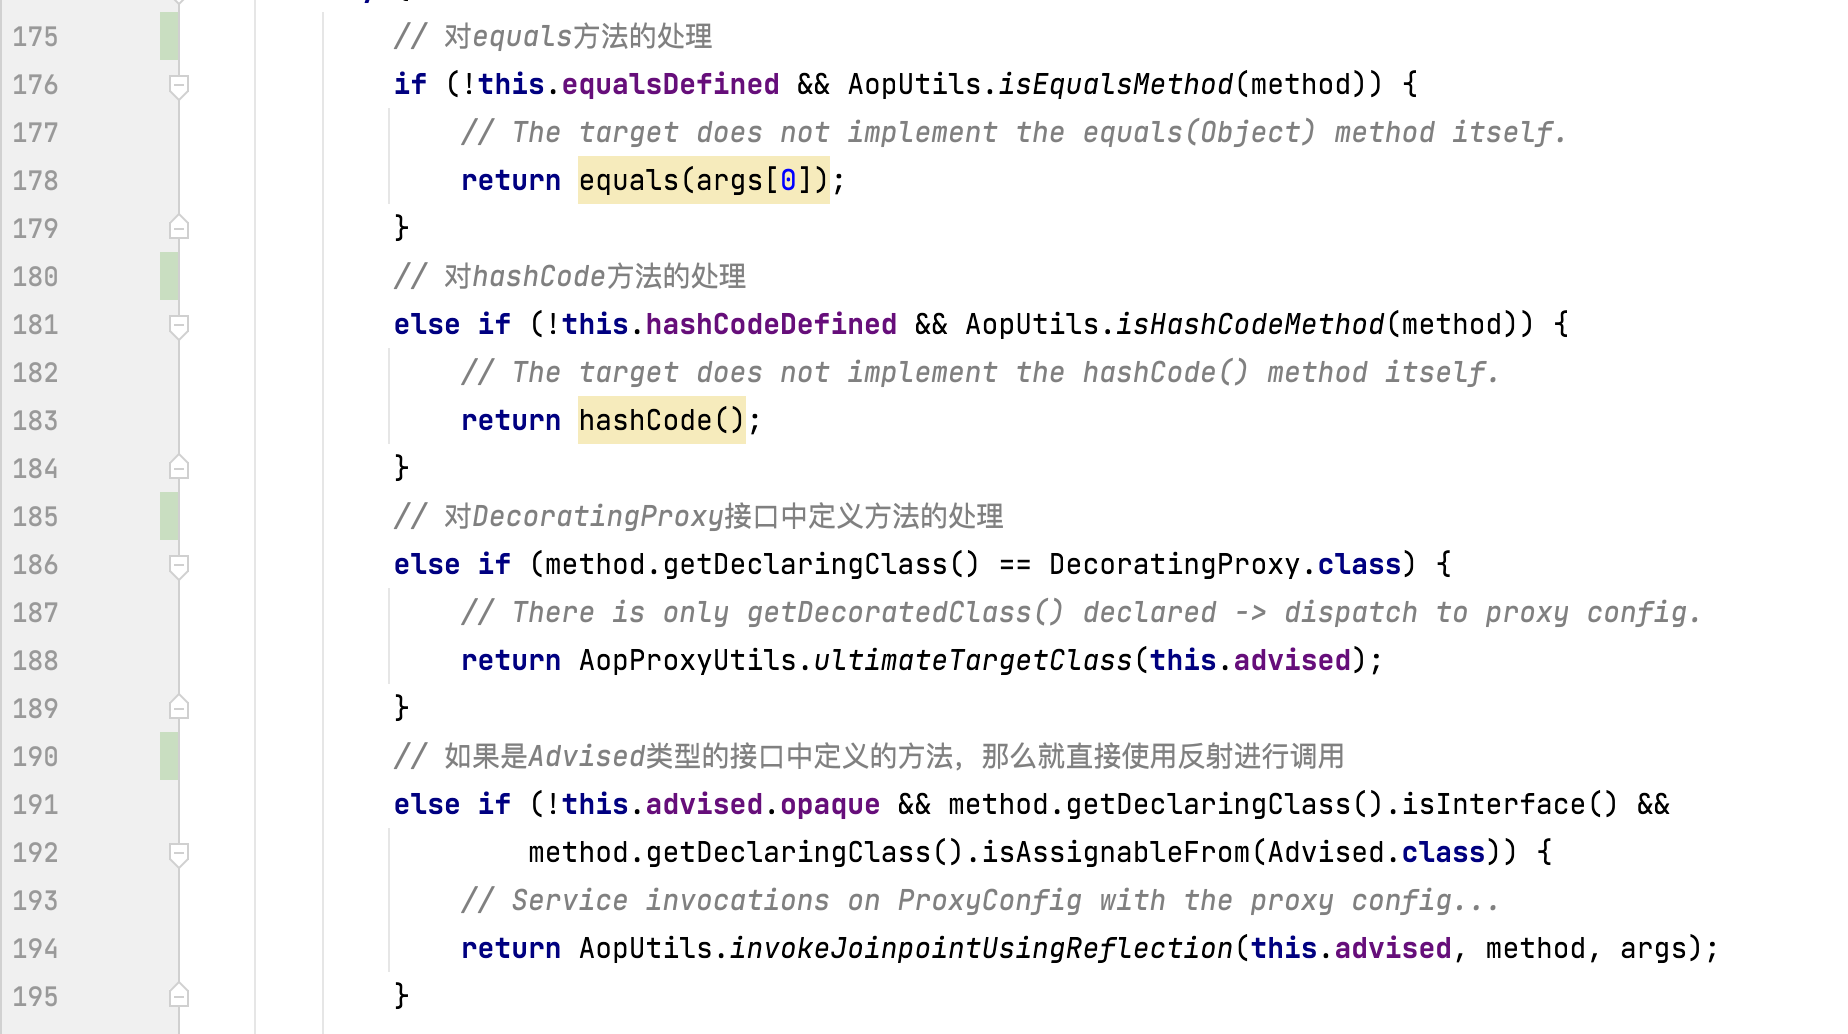 175 // 对equals方法的处理
176 if (!this.equalsDefined && AopUtils.isEqualsMethod(method)) {
177 // The target does not implement the equals(Object) method itself.
178 return equals(args[0]);
179 }
180 // 对hashCode方法的处理
181 else if (!this.hashCodeDefined && AopUtils.isHashCodeMethod(method)) {
182 // The target does not implement the hashCode() method itself.
183 return hashCode();
184 }
185 // 对DecoratingProxy接口中定义方法的处理
186 else if (method.getDeclaringClass() == DecoratingProxy.class) {
187 // There is only getDecoratedClass() declared -> dispatch to proxy config.
188 return AopProxyUtils.ultimateTargetClass(this.advised);
189 }
190 // 如果是Advised类型的接口中定义的方法，那么就直接使用反射进行调用
191 else if (!this.advised.opaque && method.getDeclaringClass().isInterface() &&
192 method.getDeclaringClass().isAssignableFrom(Advised.class)) {
193 // Service invocations on ProxyConfig with the proxy config...
194 return AopUtils.invokeJoinpointUsingReflection(this.advised, method, args);
195 }